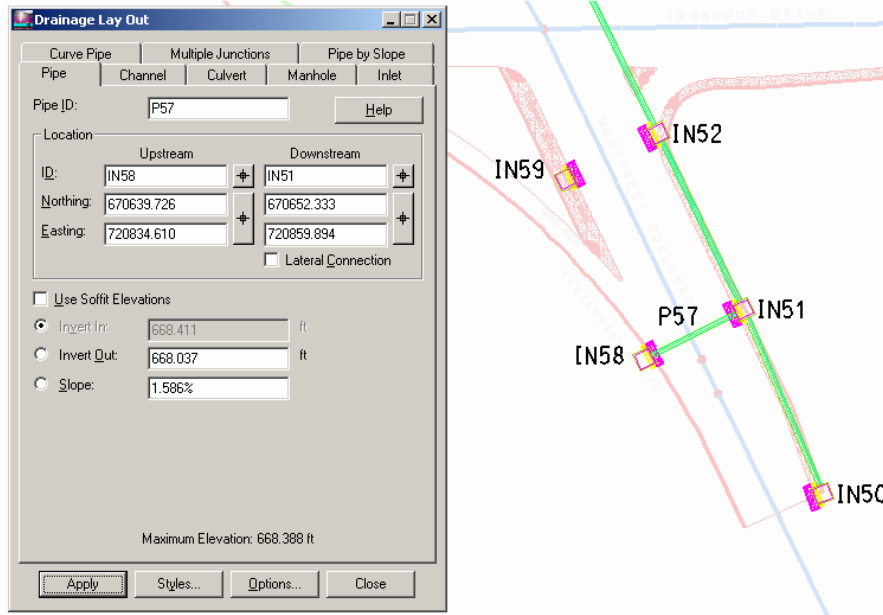 Drainage Lay Out
Curve Pipe Multiple Junctions Pipe by Slope
Pipe Channel Culvert Manhole Inlet
Pipe ID: P57 Help
Location
Upstream Downstream
ID: IN58 IN51
Northing: 670639.726 670652.333
Easting: 720834.610 720859.894
Lateral Connection
Use Soffit Elevations
Invert In: 668.411 ft
Invert Out: 668.037 ft
Slope: 1.586%
Maximum Elevation: 668.388 ft
Apply Styles... Options... Close
IRONWOOD DRIVE
IN52
IN59
P57
IN51
IN58
IN50